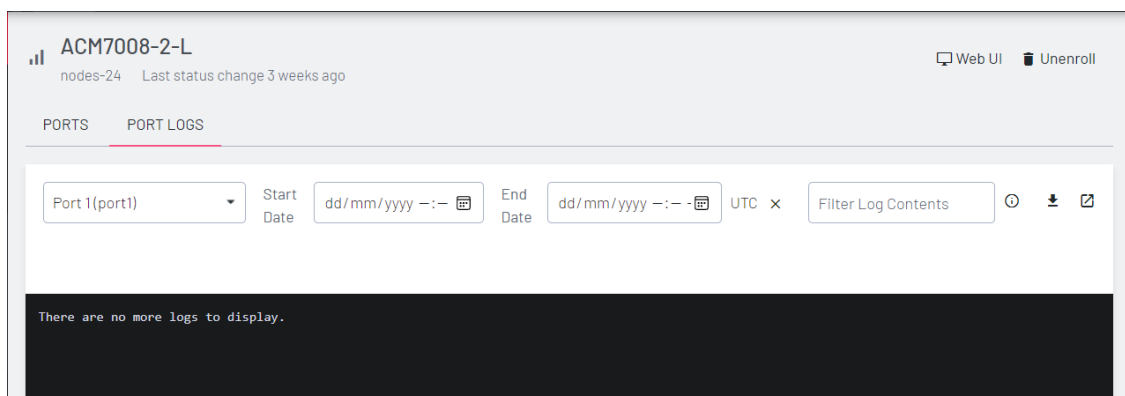 ACM7008-2-L
nodes-24 Last status change 3 weeks ago
Web UI Unenroll
PORTS PORT LOGS
Port 1(port1)
Start Date
dd/mm/yyyy –:–
End Date
dd/mm/yyyy –:– -
UTC ×
Filter Log Contents
There are no more logs to display.